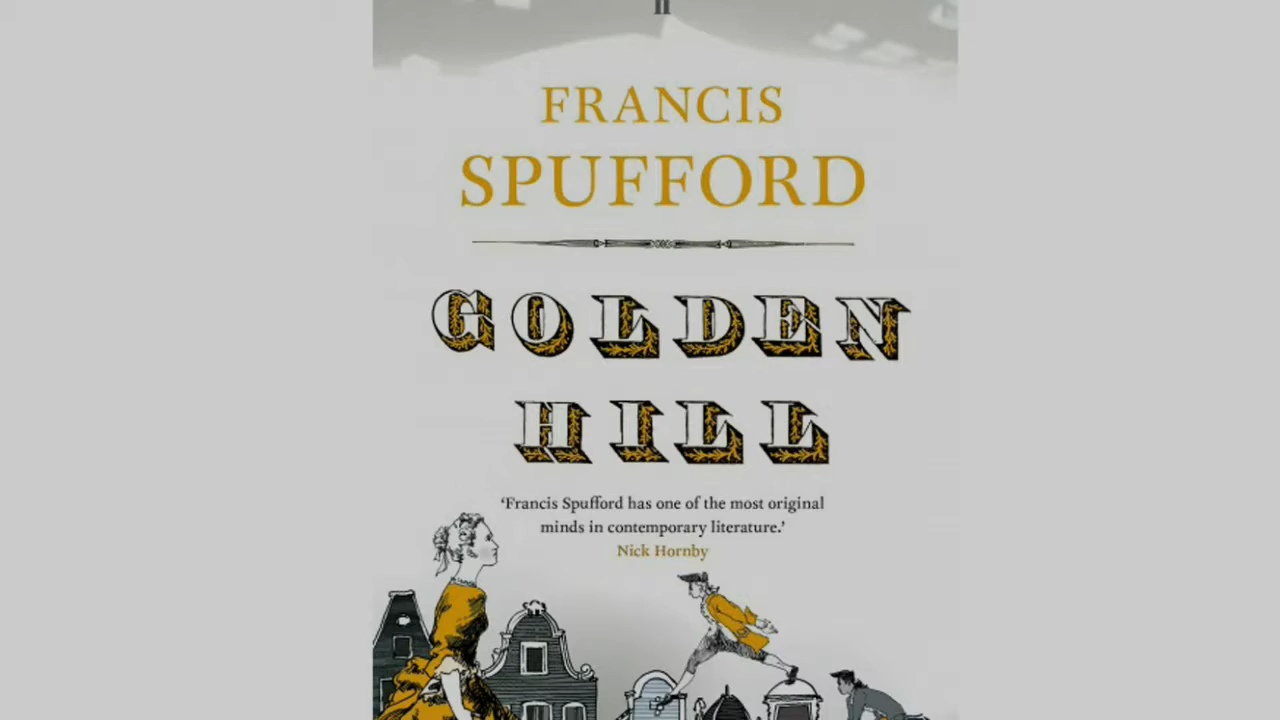 FRANCIS
SPUFFORD
GOLDEN
HILL
‘Francis Spufford has one of the most original
minds in contemporary literature.’
Nick Hornby